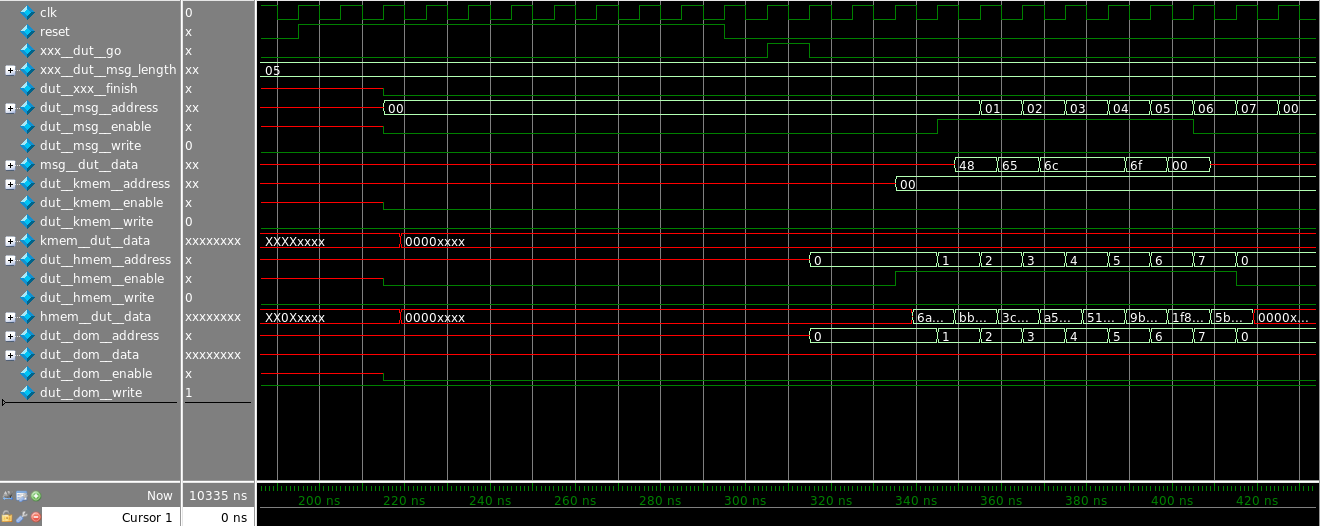 clk 0
reset x
xxx__dut__go x
xxx__dut__msg_length xx 05
dut__xxx__finish x
dut__msg__address xx 00 01 02 03 04 05 06 07 00
dut__msg__enable x
dut__msg__write 0
msg__dut__data xx 48 65 6c 6f 00
dut__kmem__address xx 00
dut__kmem__enable x
dut__kmem__write 0
kmem__dut__data xxxxxxxx XXXXxxxx 0000xxxx
dut__hmem__address x 0 1 2 3 4 5 6 7 0
dut__hmem__enable x
dut__hmem__write 0
hmem__dut__data xxxxxxxx XX0Xxxxx 0000xxxx 6a... bb... 3c... a5... 51... 9b... 1f8... 5b... 0000x...
dut__dom__address x 0 1 2 3 4 5 6 7 0
dut__dom__data xxxxxxxx
dut__dom__enable x
dut__dom__write 1
Now 10335 ns 200 ns 220 ns 240 ns 260 ns 280 ns 300 ns 320 ns 340 ns 360 ns 380 ns 400 ns 420 ns
Cursor 1 0 ns